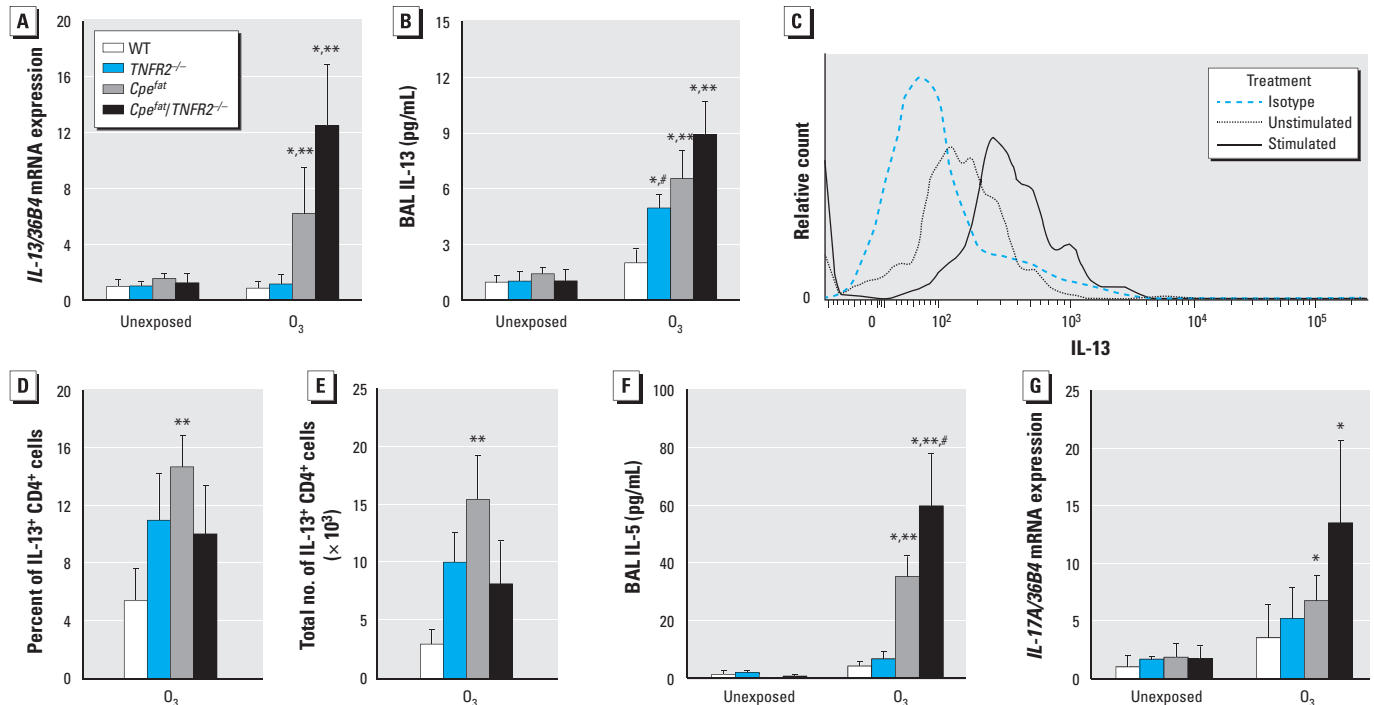 A
IL-13/36B4 mRNA expression
20
16
12
8
4
0
WT
TNFR2–/–
Cpefat
Cpefat/TNFR2–/–
*,**
*,**
Unexposed
O3
B
BAL IL-13 (pg/mL)
15
12
9
6
3
0
*,#
*,**
*,**
Unexposed
O3
C
Relative count
0
Treatment
Isotype
Unstimulated
Stimulated
0
10²
10³
10⁴
10⁵
IL-13
D
Percent of IL-13+ CD4+ cells
20
16
12
8
4
0
**
O3
E
Total no. of IL-13+ CD4+ cells
(× 10³)
25
20
15
10
5
0
**
O3
F
BAL IL-5 (pg/mL)
100
80
60
40
20
0
*,**
*,**,#
Unexposed
O3
G
IL-17A/36B4 mRNA expression
25
20
15
10
5
0
*
*
Unexposed
O3